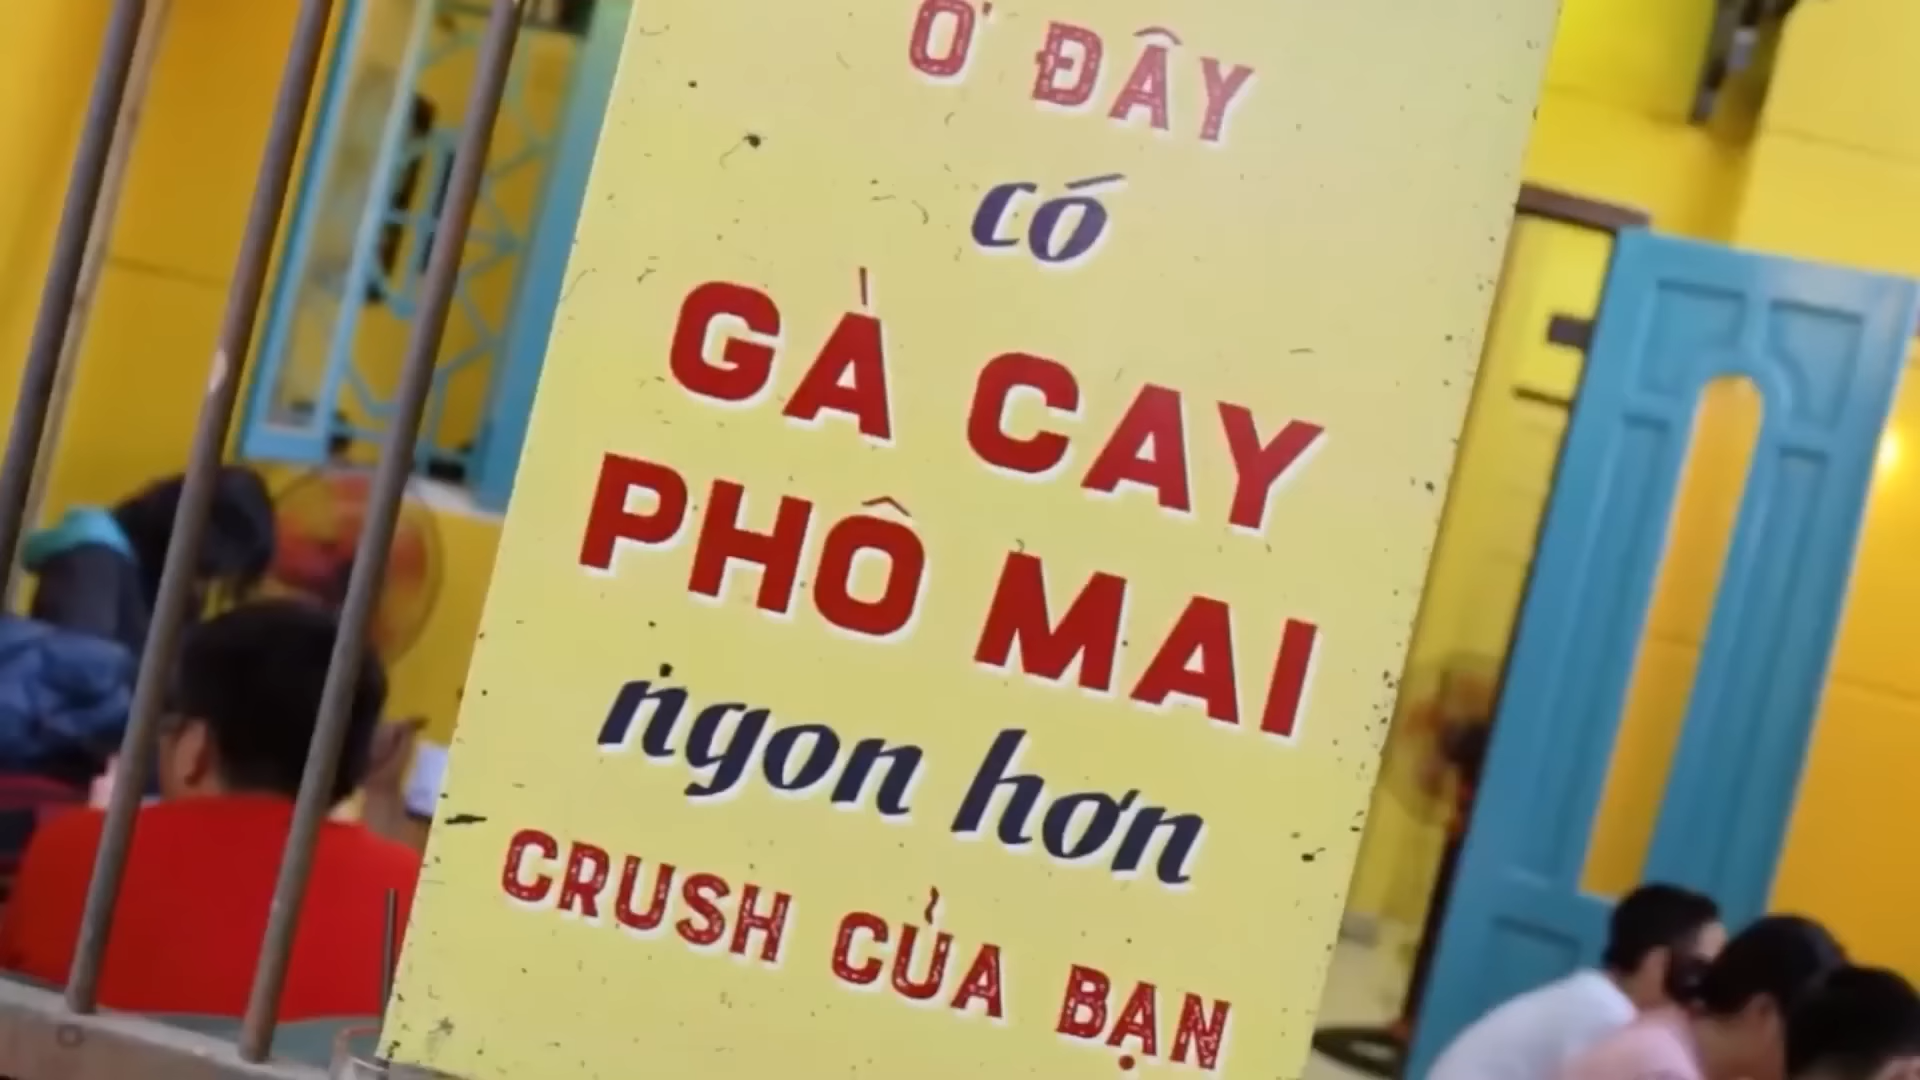 Ở ĐÂY
có
GÀ CAY
PHÔ MAI
ngon hơn
CRUSH CỦA BẠN